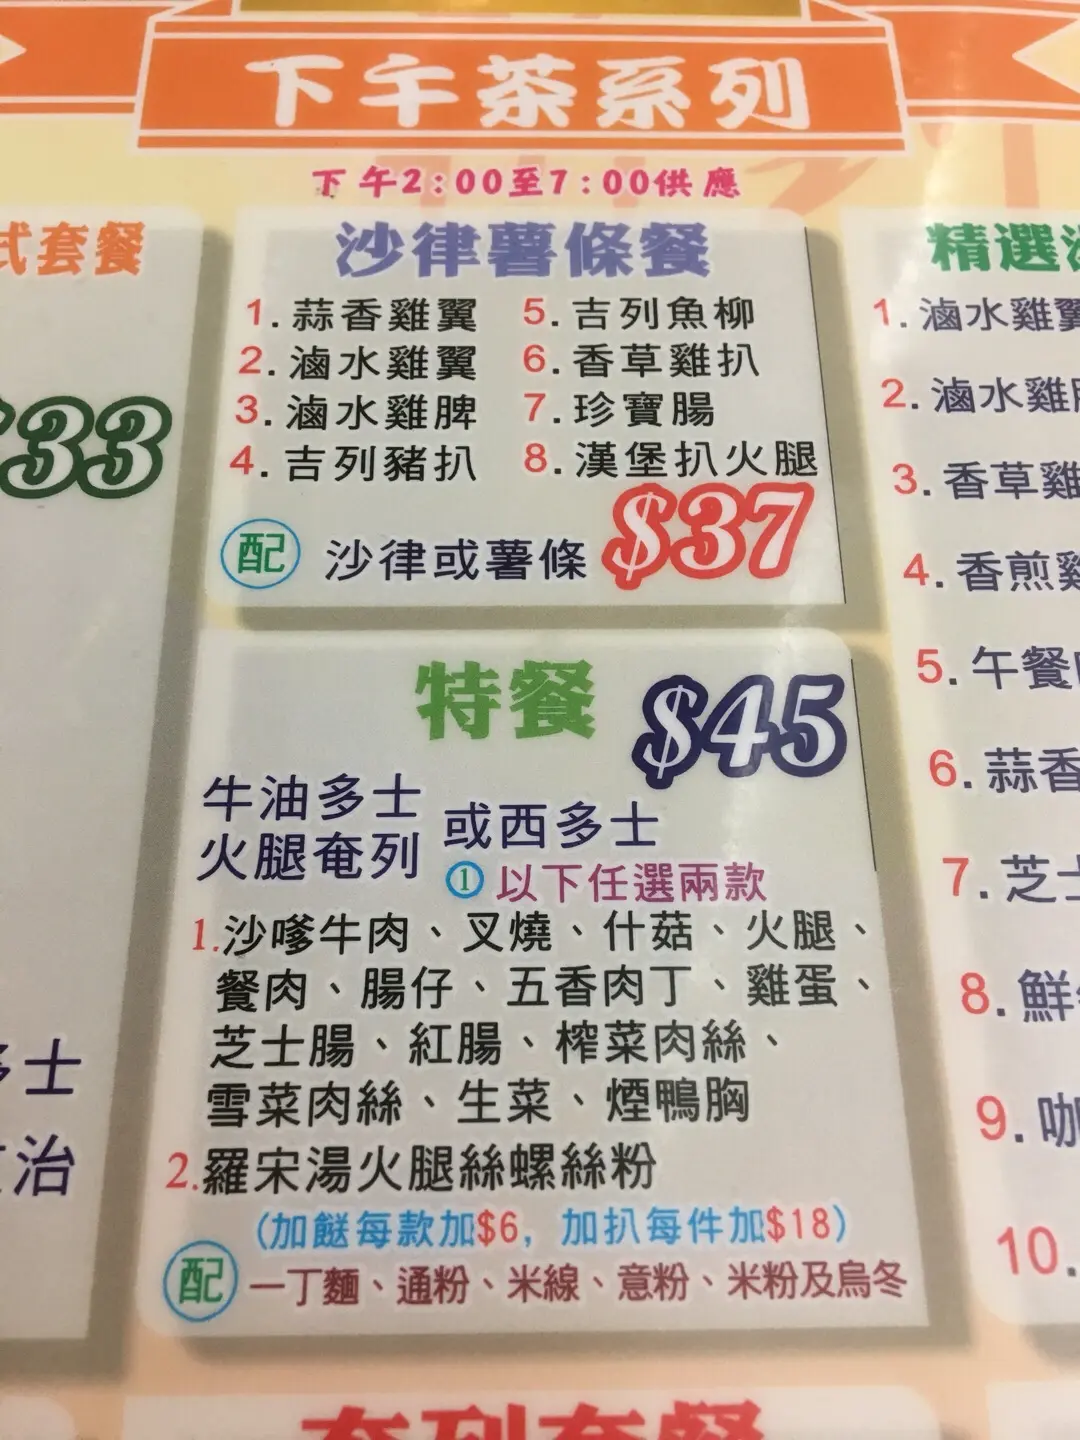 下午茶系列
下午2:00至7:00供應
式套餐
$33
多士
治
沙律薯條餐
1.蒜香雞翼
2.滷水雞翼
3.滷水雞脾
4.吉列豬扒
5.吉列魚柳
6.香草雞扒
7.珍寶腸
8.漢堡扒火腿
配 沙律或薯條 $37
特餐 $45
牛油多士
火腿奄列
或西多士
① 以下任選兩款
1.沙嗲牛肉、叉燒、什菇、火腿、
餐肉、腸仔、五香肉丁、雞蛋、
芝士腸、紅腸、榨菜肉絲、
雪菜肉絲、生菜、煙鴨胸
2.羅宋湯火腿絲螺絲粉
(加餸每款加$6, 加扒每件加$18)
配 一丁麵、通粉、米線、意粉、米粉及烏冬
精選
1.滷水雞翼
2.滷水雞
3.香草雞
4.香煎雞
5.午餐
6.蒜香
7.芝士
8.鮮
9.咖
10.
套列套餐